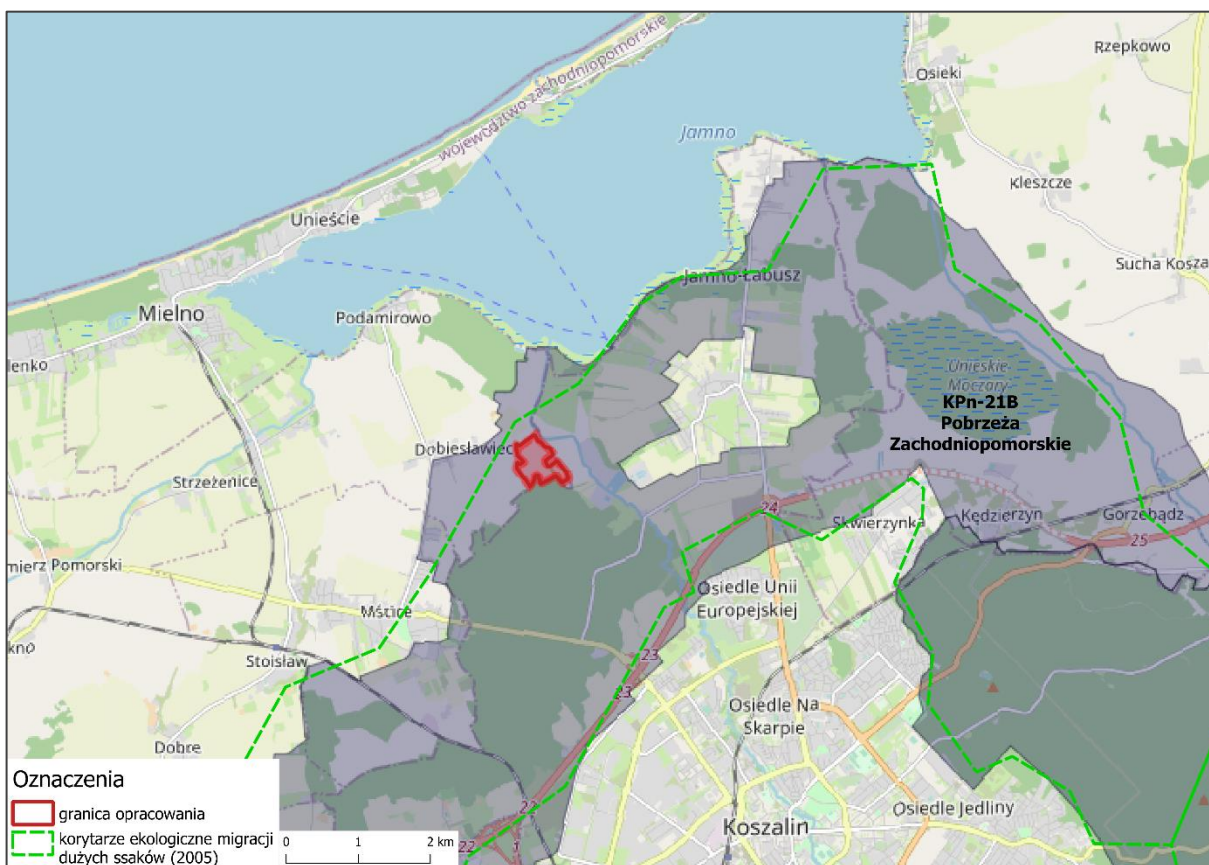 Rzepkowo
Osieki
województwo zachodniopomorskie
Jamno
Kleszcze
Unieście
Sucha Kosza
Jamno-Łabusz
Mielno
Podamirowo
lenko
Unieskie
Moczary
KPn-21B
Pobrzeża
Zachodniopomorskie
Dobiesławiec
Strzeżenice
24
Skwierzynka
Kędzierzyn
Gorzebądz
25
mierz Pomorski
Osiedle Unii
Europejskiej
Mścice
kno
Stoisław
23
23
Osiedle Na
Skarpie
Dobre
Oznaczenia
granica opracowania
korytarze ekologiczne migracji
dużych ssaków (2005)
0 1 2 km
22
22
1
Osiedle Jedliny
Koszalin